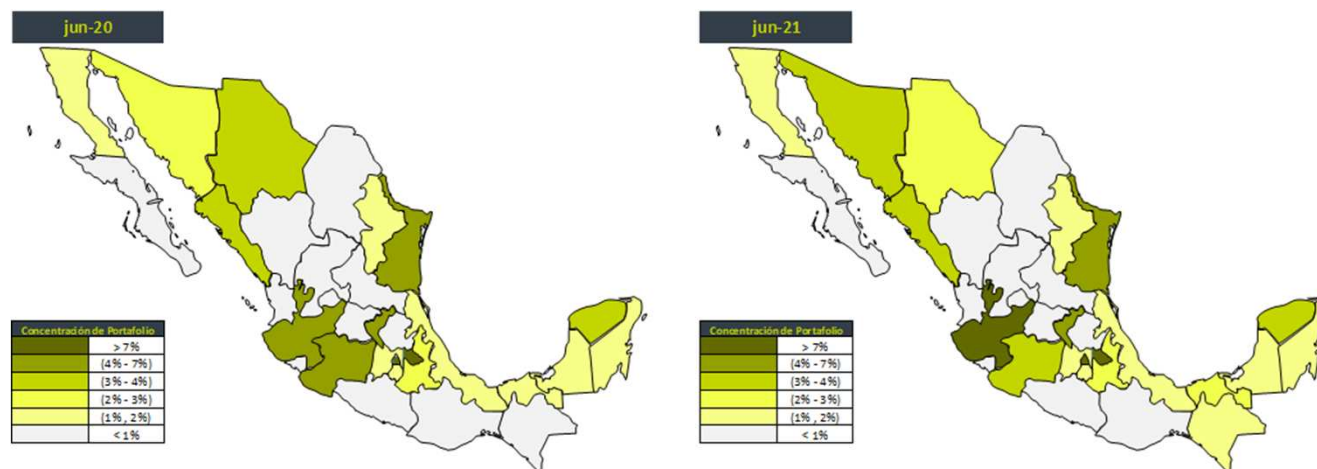 jun-20
Concentración de Portafolio
> 7%
(4% - 7%)
(3% - 4%)
(2% - 3%)
(1% , 2%)
< 1%
jun-21
Concentración de Portafolio
> 7%
(4% - 7%)
(3% - 4%)
(2% - 3%)
(1% , 2%)
< 1%